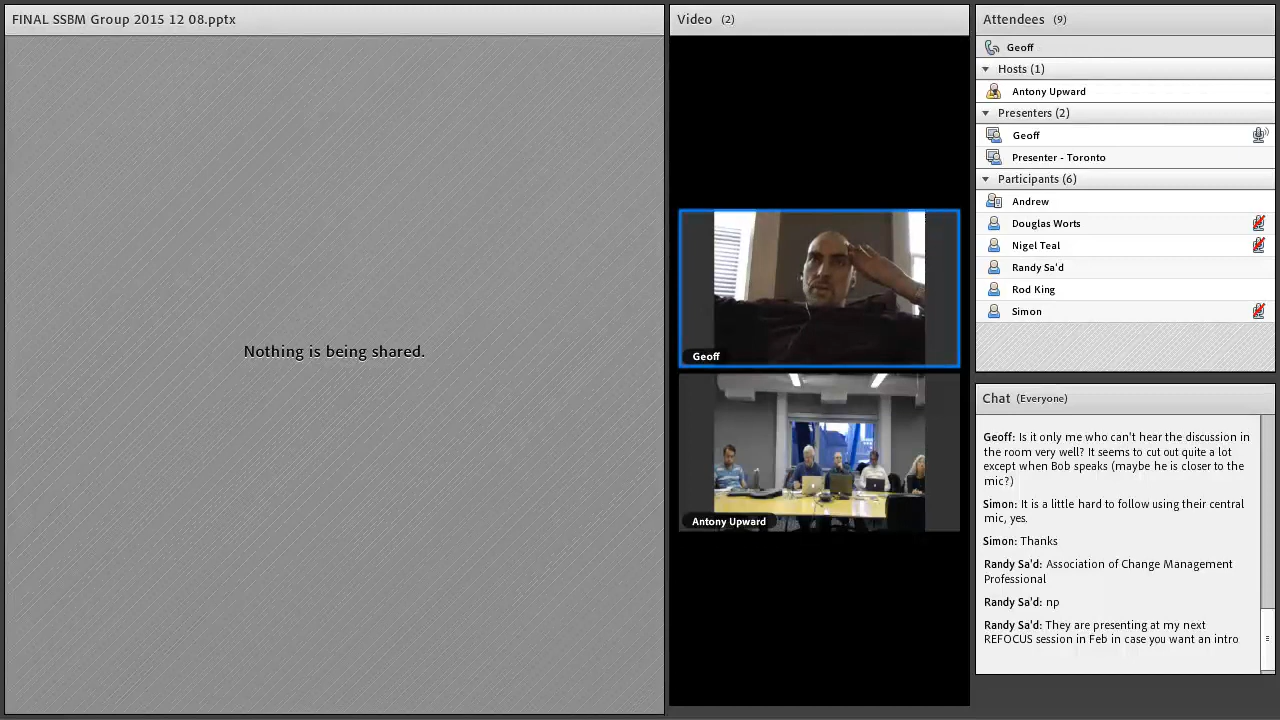 FINAL SSBM Group 2015 12 08.pptx
Nothing is being shared.
Video (2)
Geoff
Antony Upward
Attendees (9)
Geoff
Hosts (1)
Antony Upward
Presenters (2)
Geoff
Presenter - Toronto
Participants (6)
Andrew
Douglas Worts
Nigel Teal
Randy Sa'd
Rod King
Simon
Chat (Everyone)
Geoff: Is it only me who can't hear the discussion in
the room very well? It seems to cut out quite a lot
except when Bob speaks (maybe he is closer to the
mic?)
Simon: It is a little hard to follow using their central
mic, yes.
Simon: Thanks
Randy Sa'd: Association of Change Management
Professional
Randy Sa'd: np
Randy Sa'd: They are presenting at my next
REFOCUS session in Feb in case you want an intro